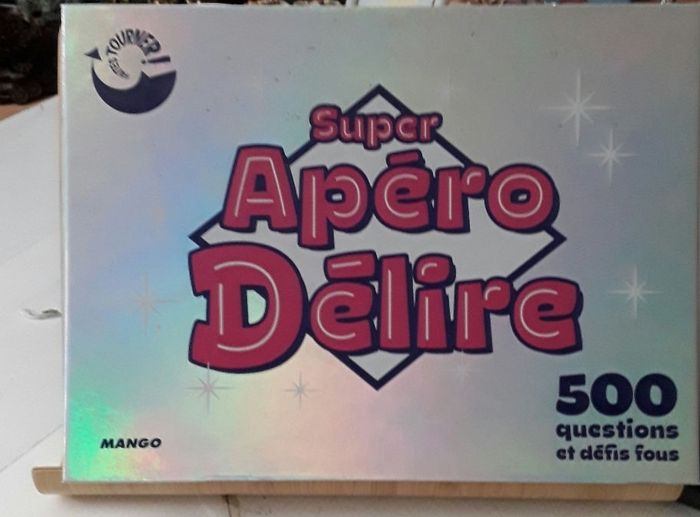 TOURNER!
Super
Apéro
Délire
500
questions
et défis fous
MANGO